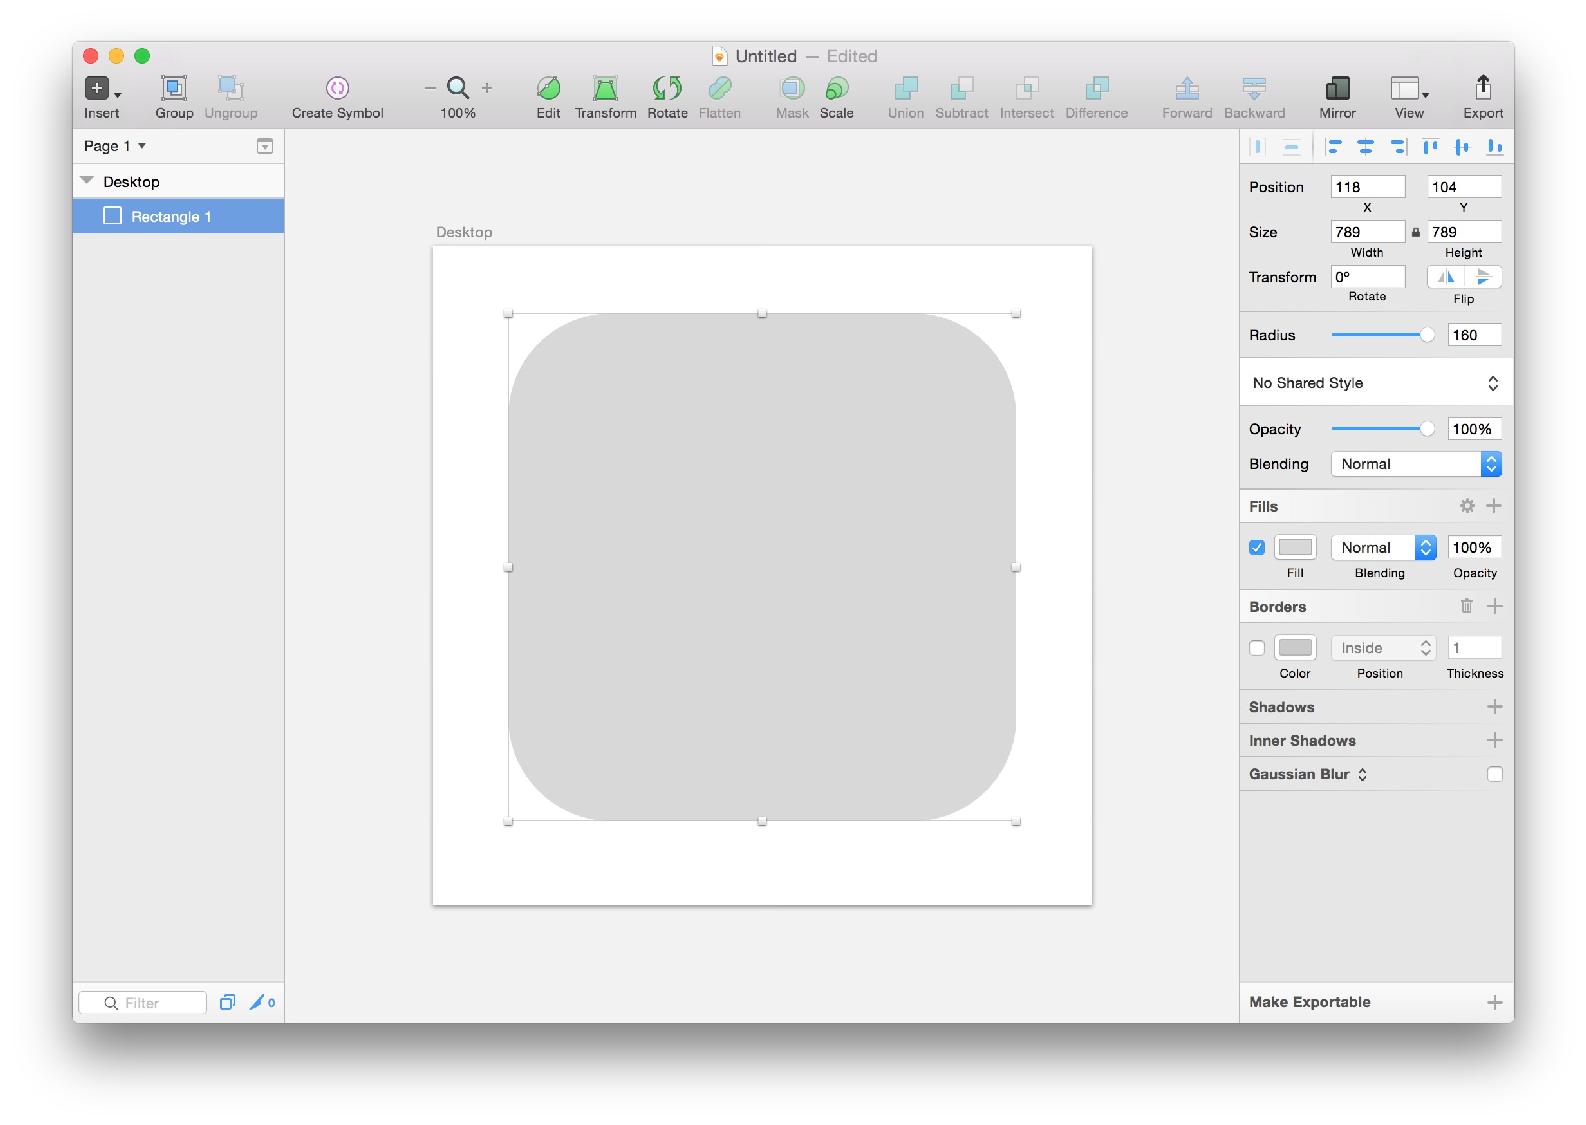 Untitled — Edited
Insert Group Ungroup Create Symbol 100% Edit Transform Rotate Flatten Mask Scale Union Subtract Intersect Difference Forward Backward Mirror View Export
Page 1
Desktop
Rectangle 1
Filter 0
Desktop
Position 118 104
X Y
Size 789 789
Width Height
Transform 0º
Rotate Flip
Radius 160
No Shared Style
Opacity 100%
Blending Normal
Fills
Normal 100%
Fill Blending Opacity
Borders
Inside 1
Color Position Thickness
Shadows
Inner Shadows
Gaussian Blur
Make Exportable